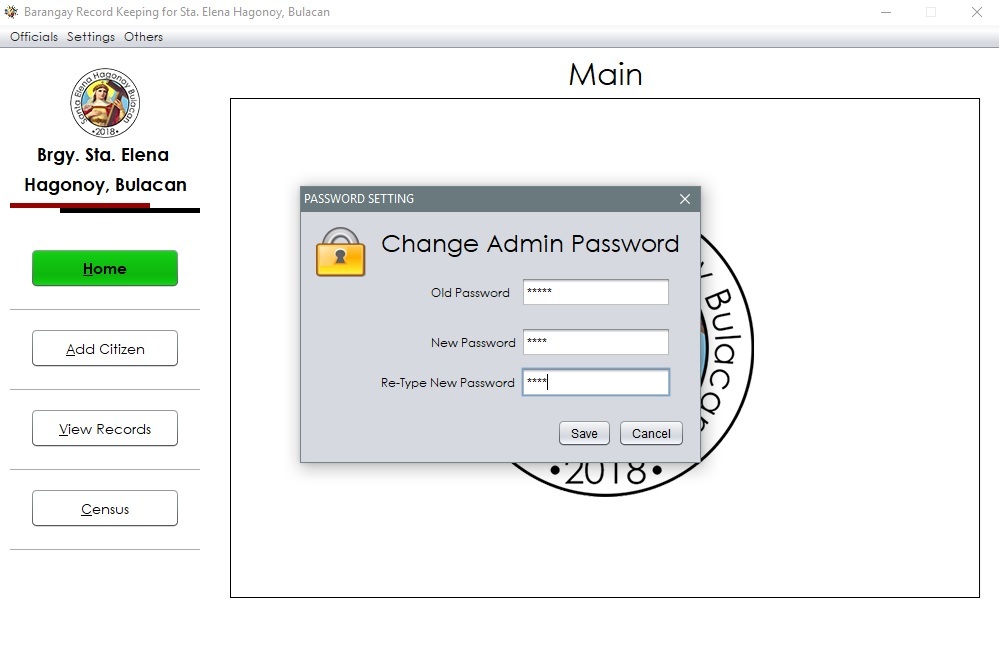 Barangay Record Keeping for Sta. Elena Hagonoy, Bulacan
Officials Settings Others
Santa Elena Hagonoy Bulacan
•2018•
Brgy. Sta. Elena
Hagonoy, Bulacan
Home
Add Citizen
View Records
Census
Main
PASSWORD SETTING
Change Admin Password
Old Password *****
New Password ****
Re-Type New Password ****
Save Cancel
Bulacan
•2018•